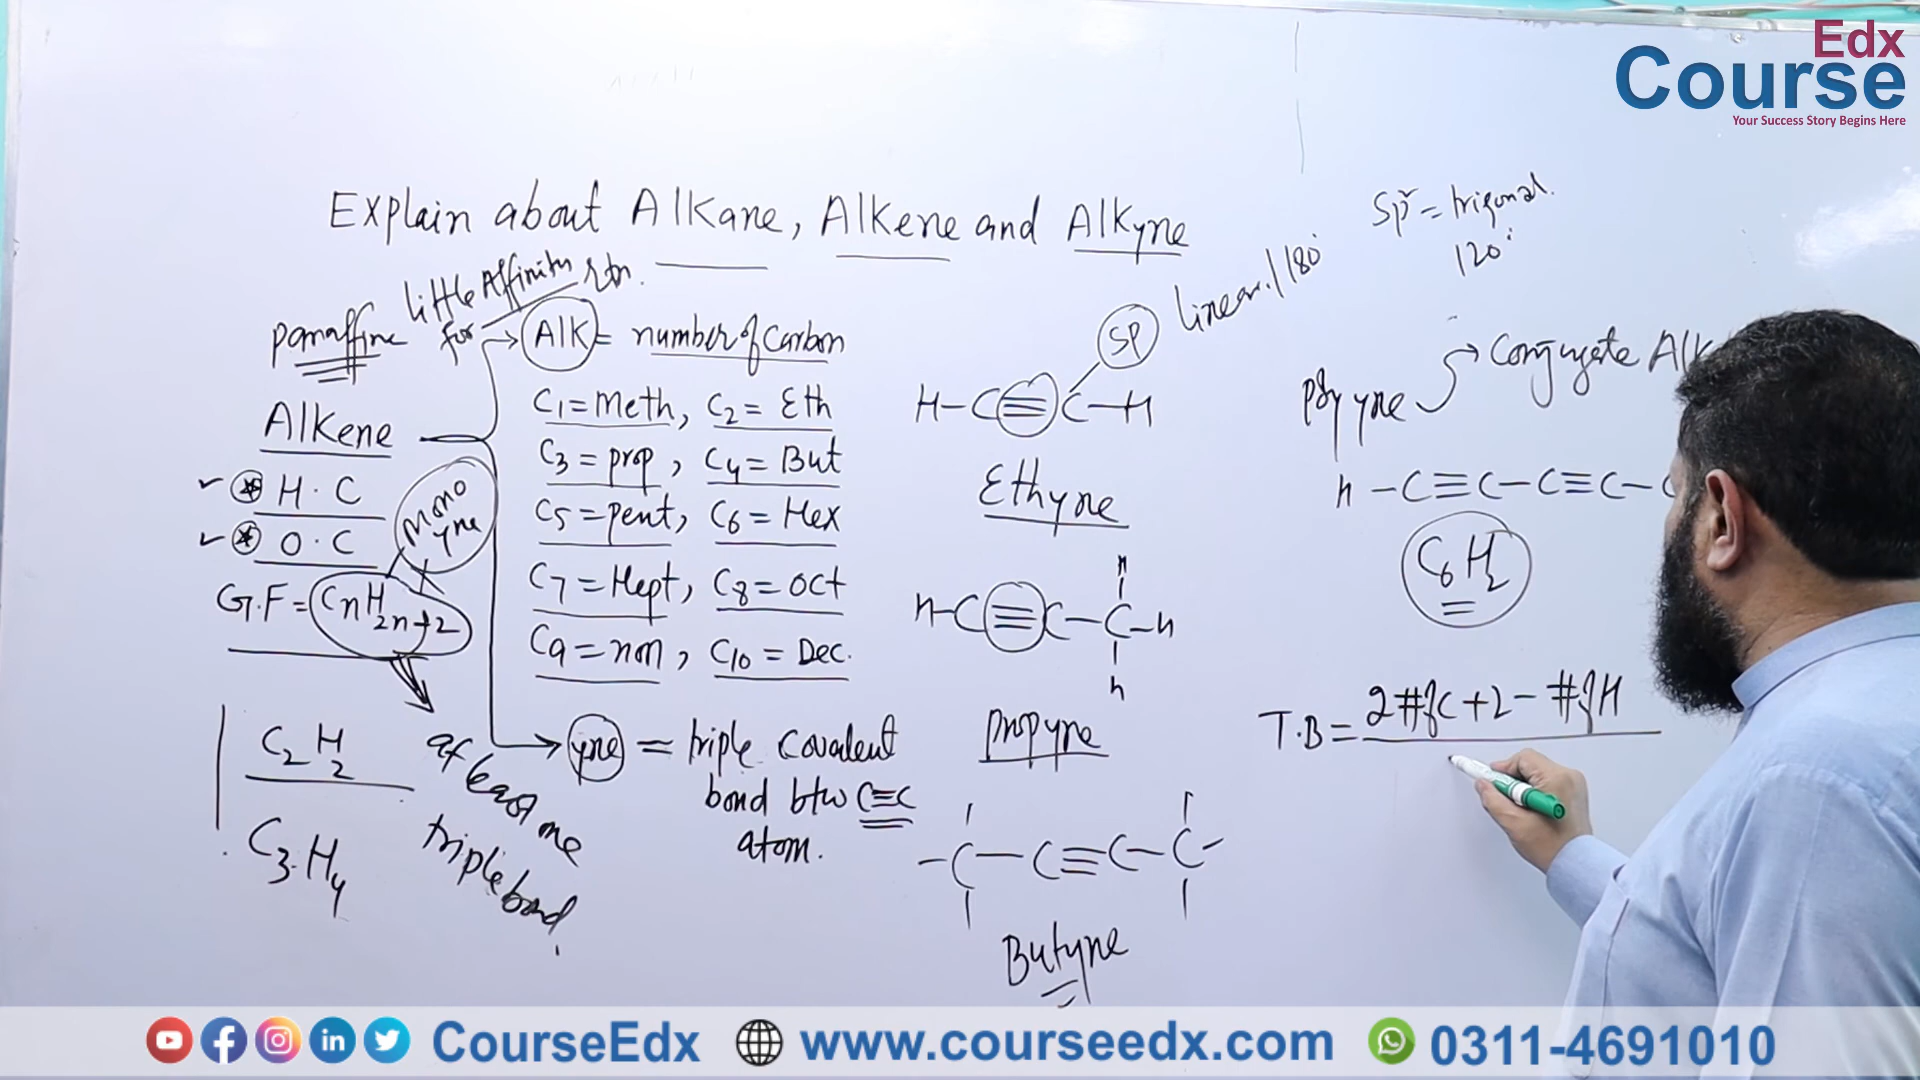 Edx
Course
Your Success Story Begins Here
Explain about Alkane, Alkene and Alkyne
paraffine little Affinity
for
Alk = number of Carbon
Alkene
C1 = Meth, C2 = Eth
C3 = prop, C4 = But
C5 = pent, C6 = Hex
C7 = Hept, C8 = Oct
C9 = non, C10 = Dec.
H.C
O.C
Mono
yne
G.F = CnH2n+2
C2H2
C3H4
at least one
triple bond
yne = triple covalent
bond btw C≡C
atom.
SP linear / 180°
H-C≡C-H
Ethyne
H
H-C≡C-C-H
H
Propyne
-C-C≡C-C-
Butyne
Sp² = trigonal.
120°
Poly yne → Conjugate Alk
H-C≡C-C≡C-C
C6H2
T.B = 2#of C + 2 - #of H
CourseEdx www.courseedx.com 0311-4691010